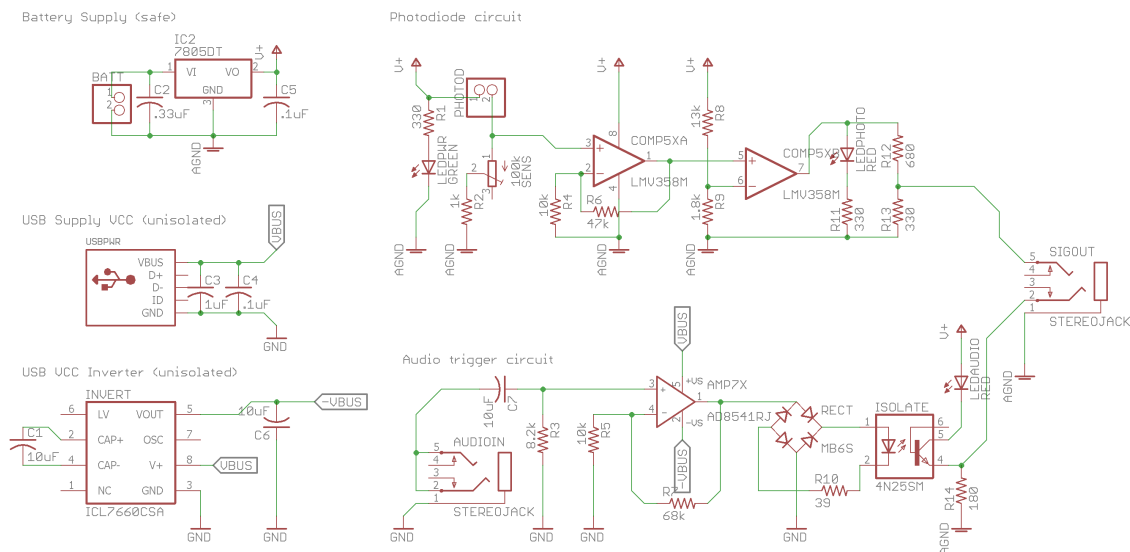 Battery Supply (safe)
IC2
7805DT
V+
BATT
1
2
1
VI
VO
2
GND
3
C2
.33uF
C5
.1uF
AGND
USB Supply VCC (unisolated)
VBUS
USBPWR
VBUS
D+
D-
ID
GND
C3
1uF
C4
.1uF
GND
USB VCC Inverter (unisolated)
INVERT
6
LV
VOUT
5
10uF
C6
-VBUS
C1
10uF
2
CAP+
OSC
7
4
CAP-
V+
8
VBUS
1
NC
GND
3
ICL7660CSA
GND
GND
Photodiode circuit
V+
V+
V+
PHOTOD
1
2
330
R1
LEDPWR
GREEN
1
2
3
100k
SENS
1k
R2
AGND
AGND
10k
R4
R6
47k
3
2
+
-
8
4
1
COMP5XA
LMV358M
AGND
13k
R8
1.8k
R9
AGND
5
6
+
-
7
COMP5XB
LMV358M
LEDPHOTO
RED
R12
680
R11
330
R13
330
SIGOUT
5
4
3
2
1
STEREOJACK
AGND
Audio trigger circuit
10uF
C7
AUDIOIN
5
4
3
2
1
STEREOJACK
GND
8.2k
R3
GND
10k
R5
GND
VBUS
3
4
+
-
5
+VS
2
-VS
1
AMP7X
AD8541RJ
-VBUS
R7
68k
RECT
MB6S
GND
R10
39
ISOLATE
1
2
6
5
4
4N25SM
V+
LEDAUDIO
RED
R14
180
AGND